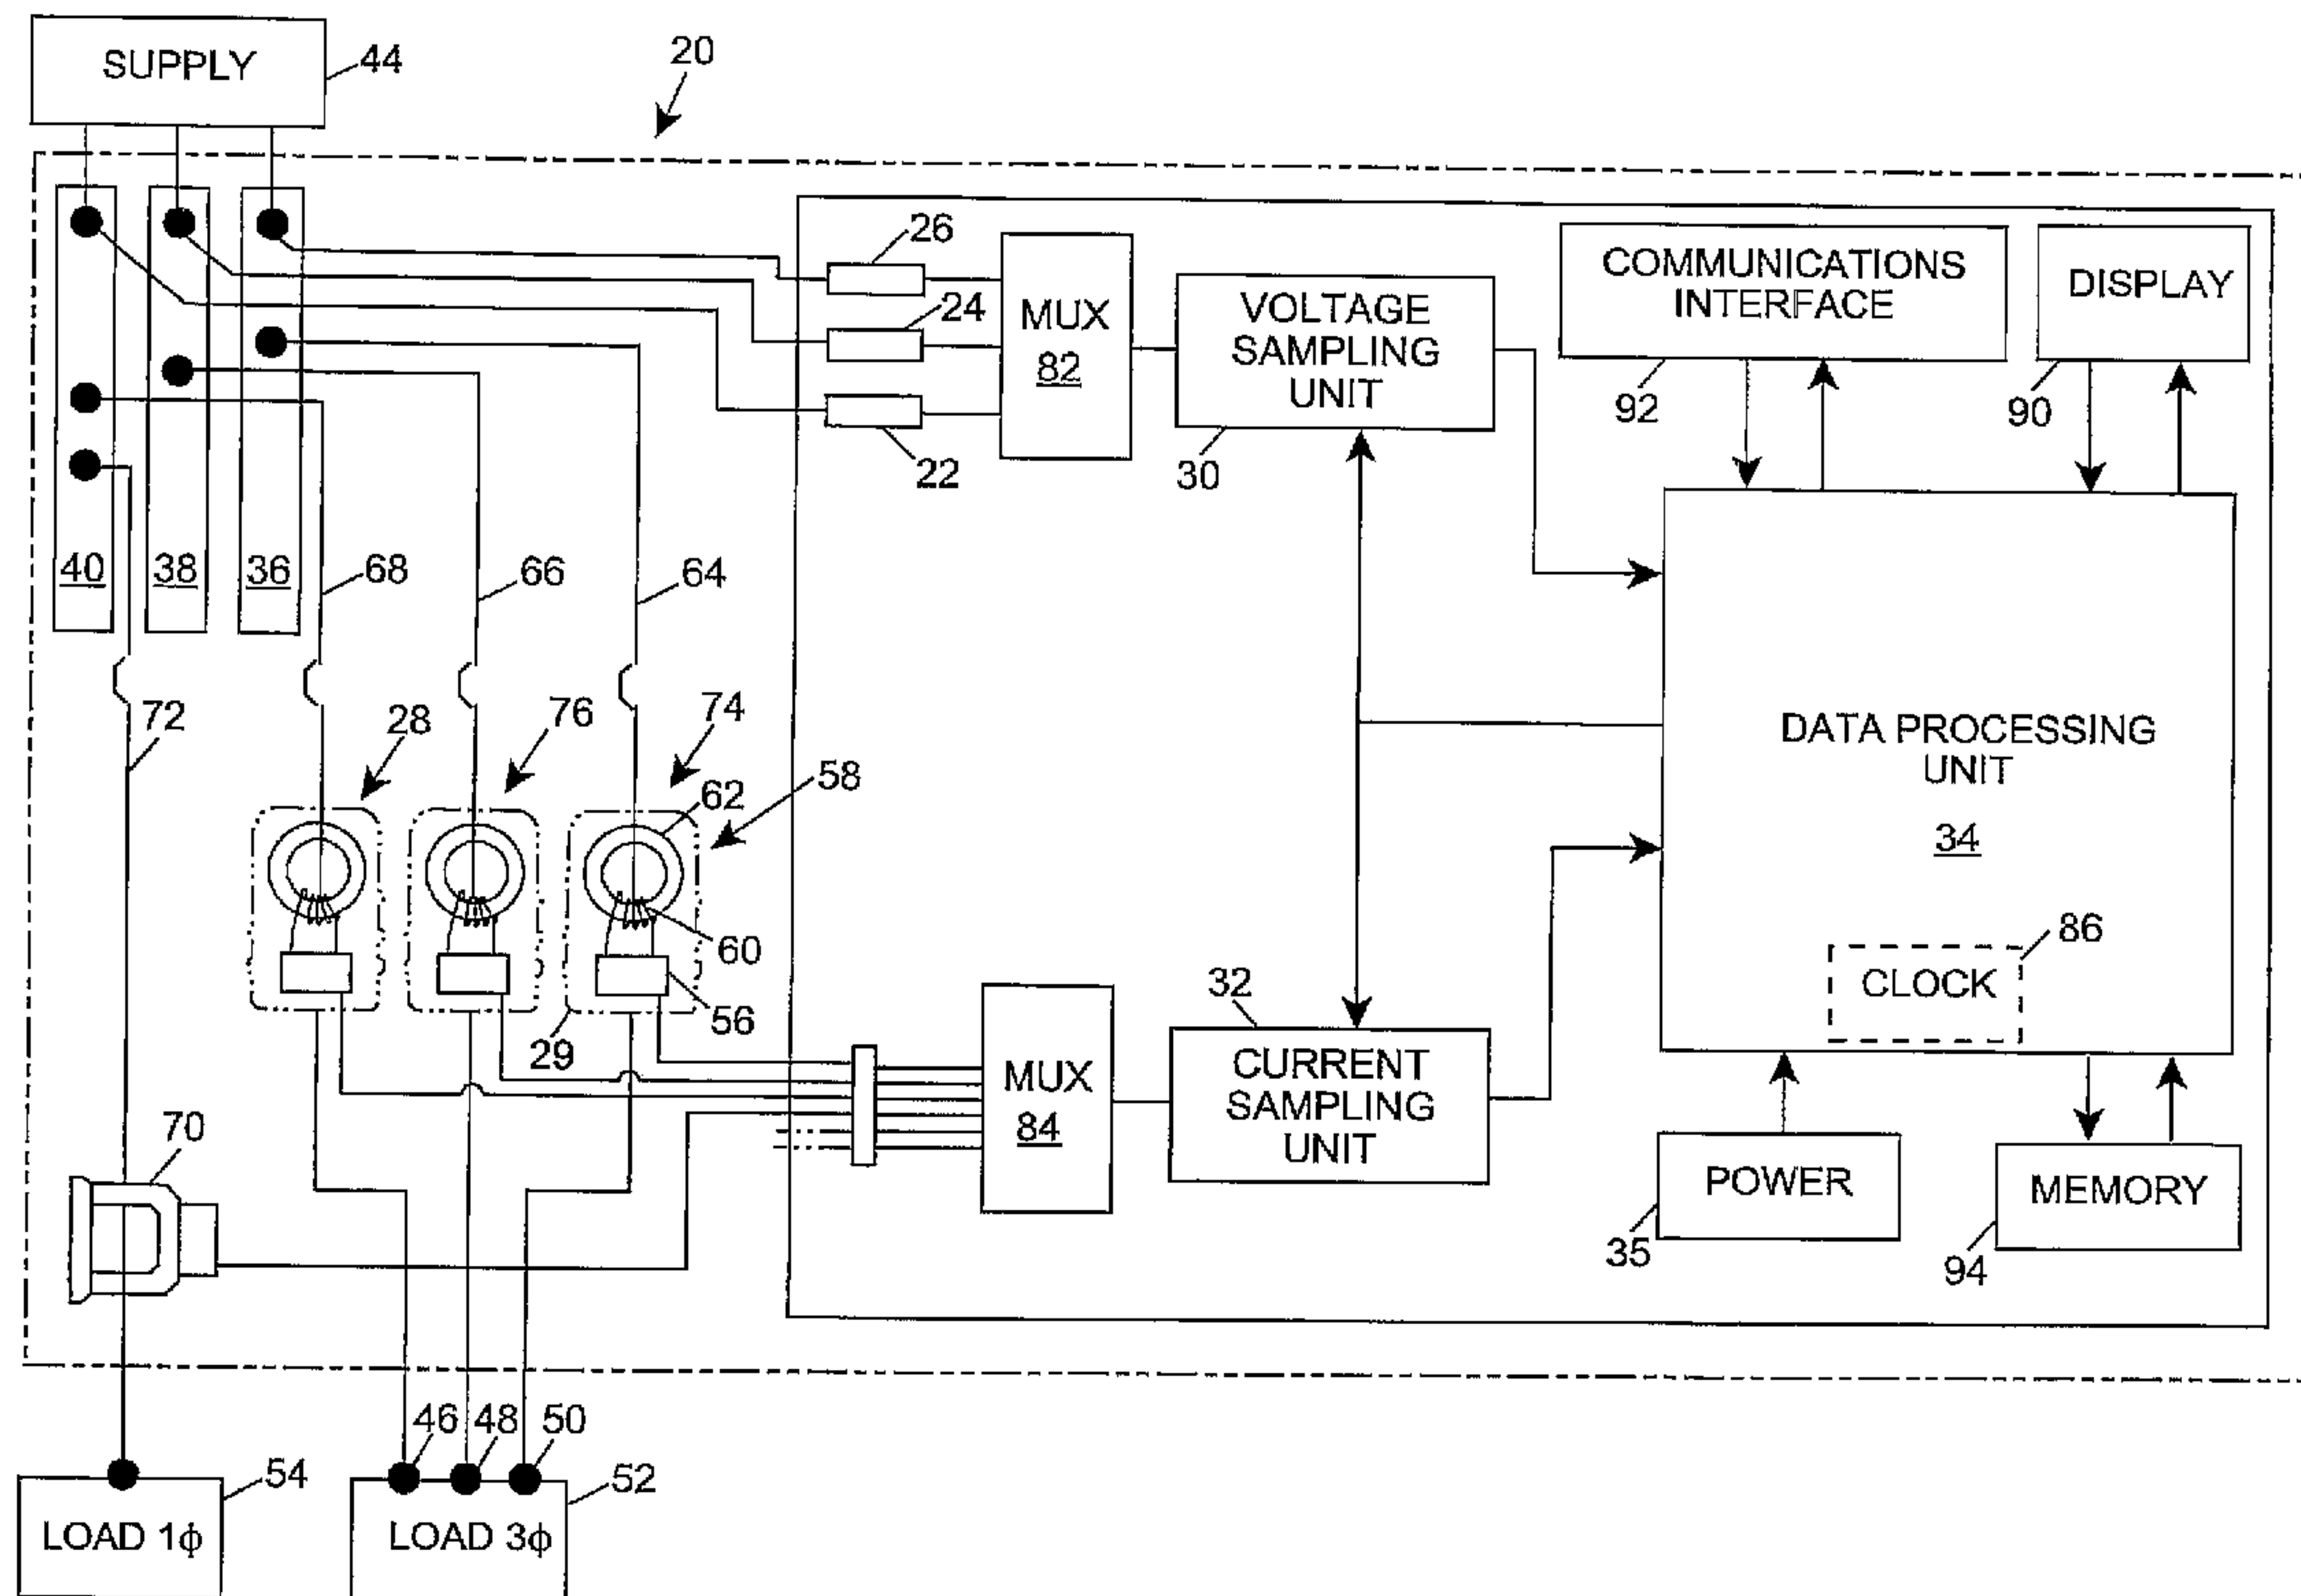 SUPPLY
44
20
26
24
22
MUX
82
VOLTAGE
SAMPLING
UNIT
30
COMMUNICATIONS
INTERFACE
92
DISPLAY
90
40
38
36
68
66
64
72
28
76
74
58
62
60
56
29
DATA PROCESSING
UNIT
34
CLOCK
86
32
CURRENT
SAMPLING
UNIT
MUX
84
POWER
35
MEMORY
94
70
46
48
50
54
52
LOAD 1ϕ
LOAD 3ϕ